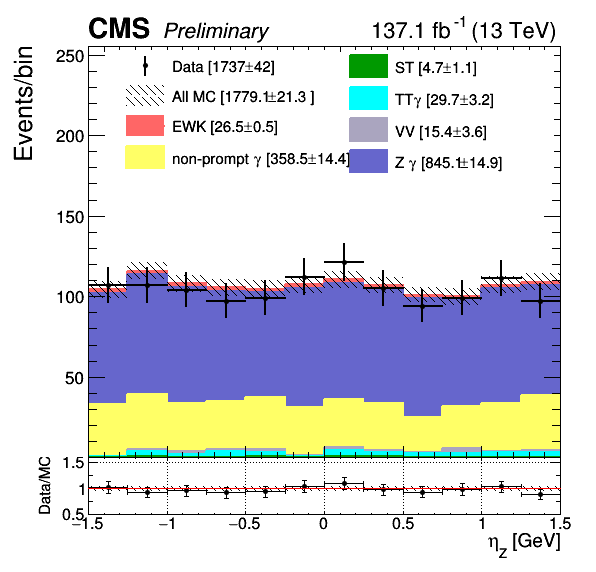 CMS Preliminary 137.1 fb⁻¹ (13 TeV)
Events/bin
250
200
150
100
50
Data [1737±42]
All MC [1779.1±21.3 ]
EWK [26.5±0.5]
non-prompt γ [358.5±14.4]
ST [4.7±1.1]
TTγ [29.7±3.2]
VV [15.4±3.6]
Z γ [845.1±14.9]
Data/MC
1.5
1
0.5
−1.5 −1 −0.5 0 0.5 1 1.5
η_Z [GeV]